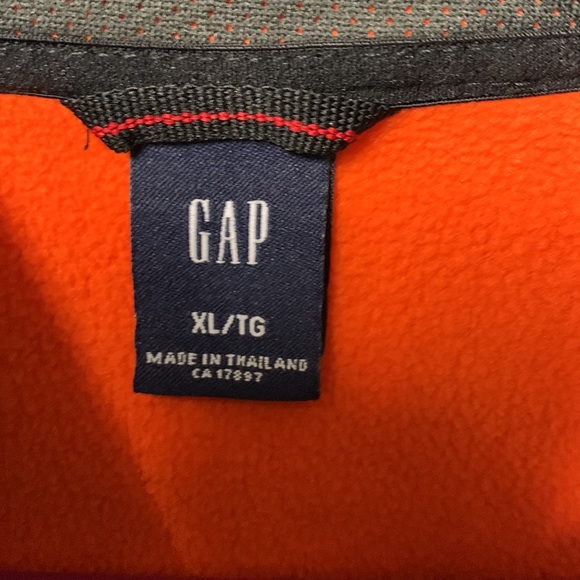 GAP
XL/TG
MADE IN THAILAND
CA 17897